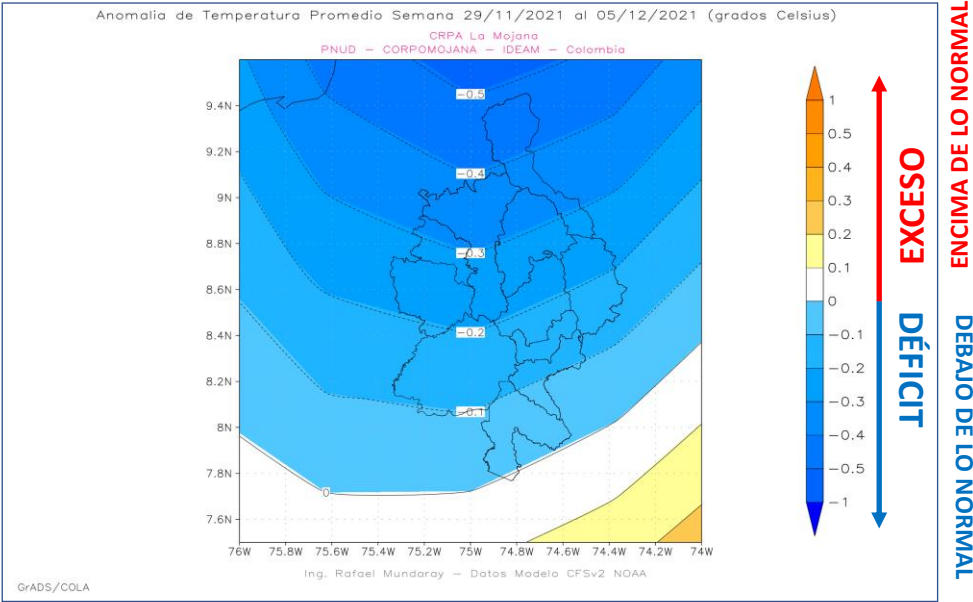 Anomalia de Temperatura Promedio Semana 29/11/2021 al 05/12/2021 (grados Celsius)
CRPA La Mojana
PNUD — CORPOMOJANA — IDEAM — Colombia
9.4N
9.2N
9N
8.8N
8.6N
8.4N
8.2N
8N
7.8N
7.6N
−0.5
−0.4
−0.3
−0.2
−0.1
0
76W 75.8W 75.6W 75.4W 75.2W 75W 74.8W 74.6W 74.4W 74.2W 74W
Ing. Rafael Mundaray — Datos Modelo CFSv2 NOAA
GrADS/COLA
1
0.5
0.4
0.3
0.2
0.1
0
−0.1
−0.2
−0.3
−0.4
−0.5
−1
EXCESO
DÉFICIT
ENCIMA DE LO NORMAL
DEBAJO DE LO NORMAL